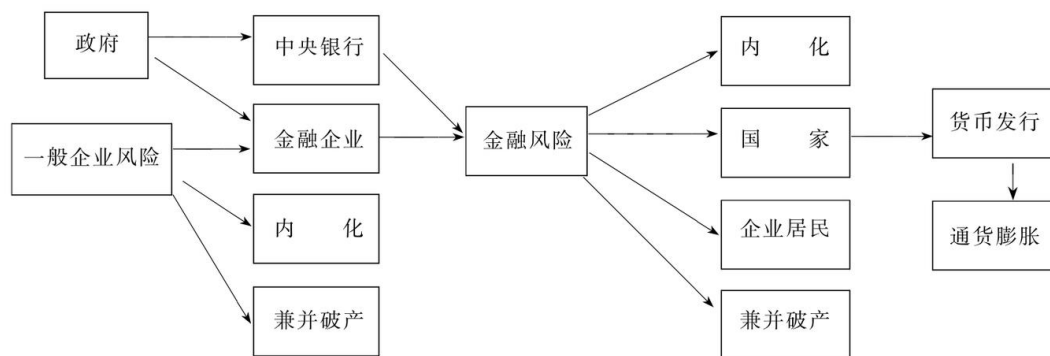 政府
中央银行
内　　化
金融企业
金融风险
国　　家
货币发行
一般企业风险
内　　化
企业居民
通货膨胀
兼并破产
兼并破产